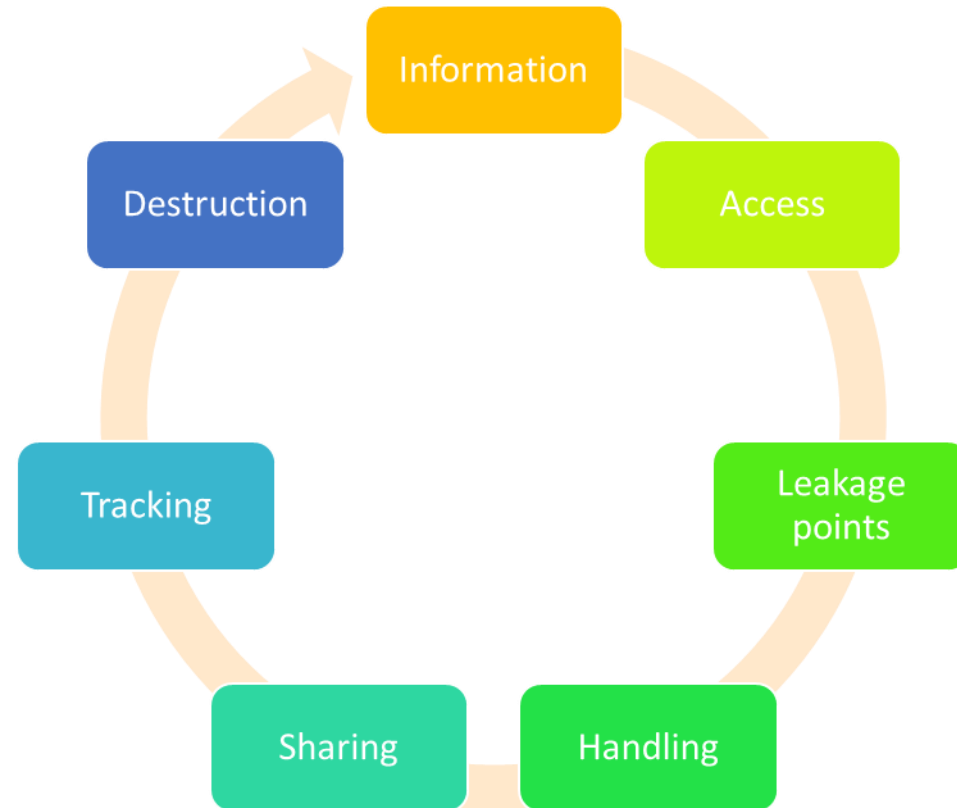 Information
Access
Leakage
points
Handling
Sharing
Tracking
Destruction